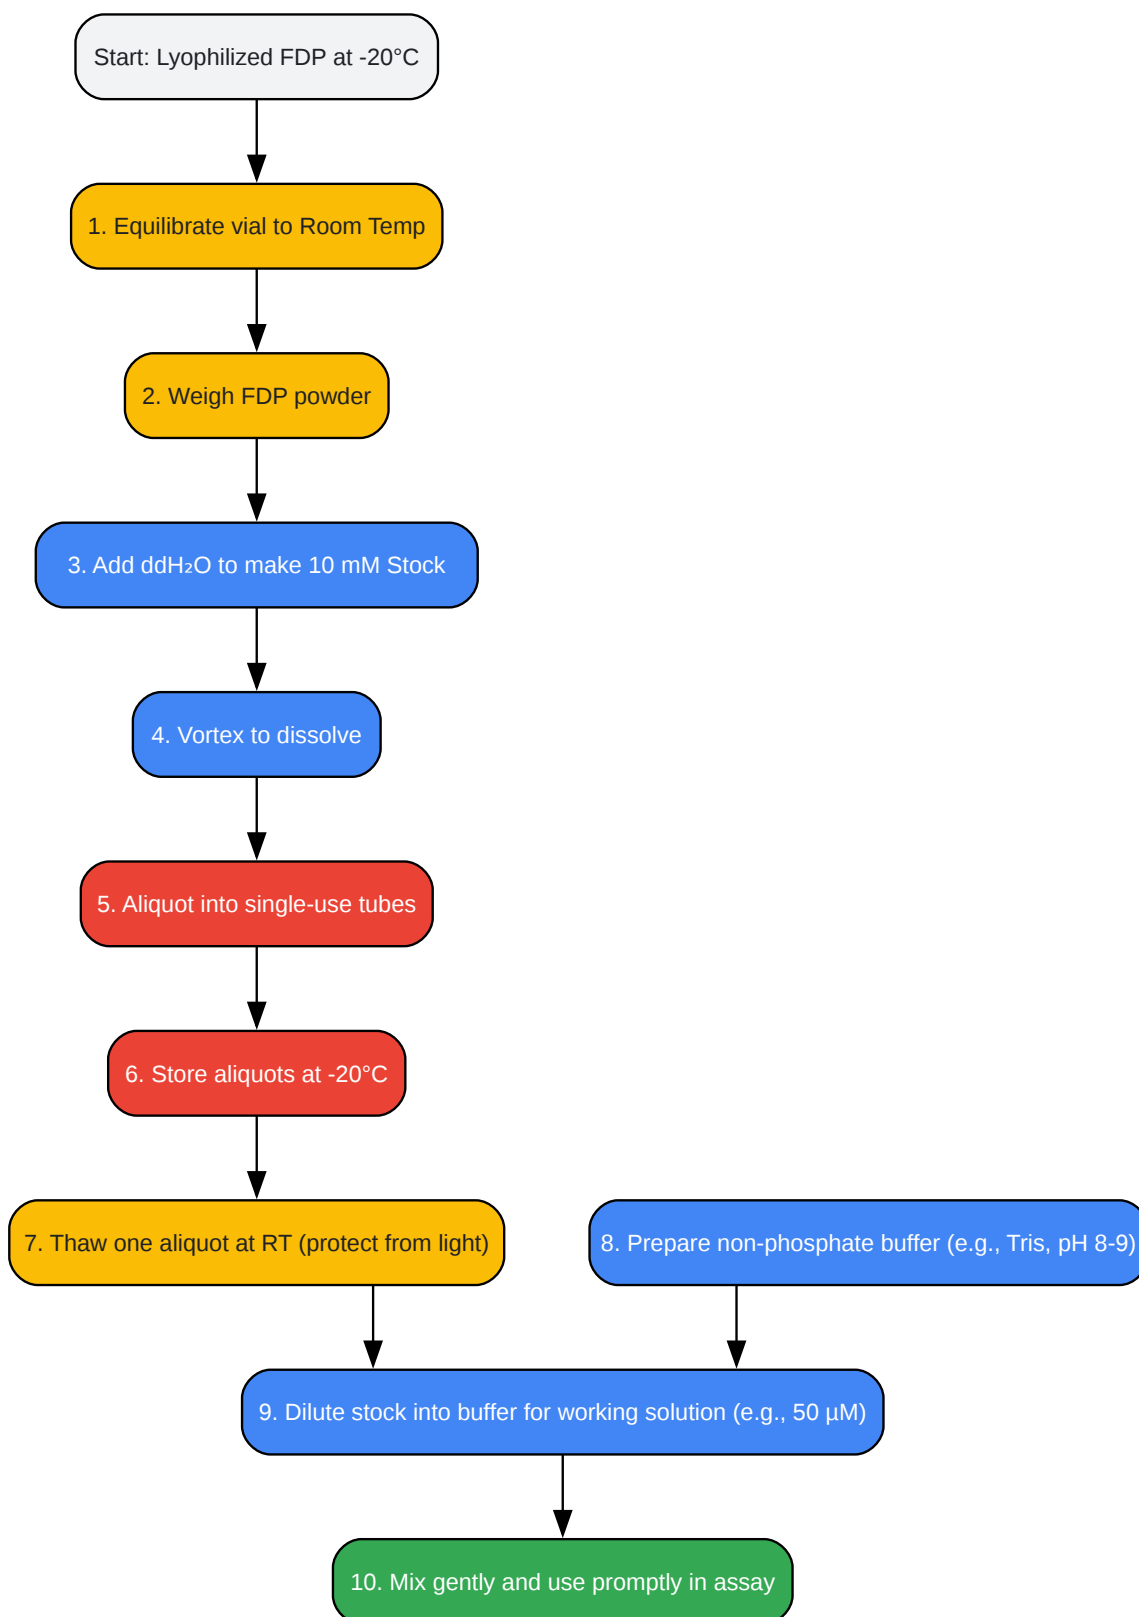 Start: Lyophilized FDP at -20°C
1. Equilibrate vial to Room Temp
2. Weigh FDP powder
3. Add ddH₂O to make 10 mM Stock
4. Vortex to dissolve
5. Aliquot into single-use tubes
6. Store aliquots at -20°C
7. Thaw one aliquot at RT (protect from light)
8. Prepare non-phosphate buffer (e.g., Tris, pH 8-9)
9. Dilute stock into buffer for working solution (e.g., 50 µM)
10. Mix gently and use promptly in assay